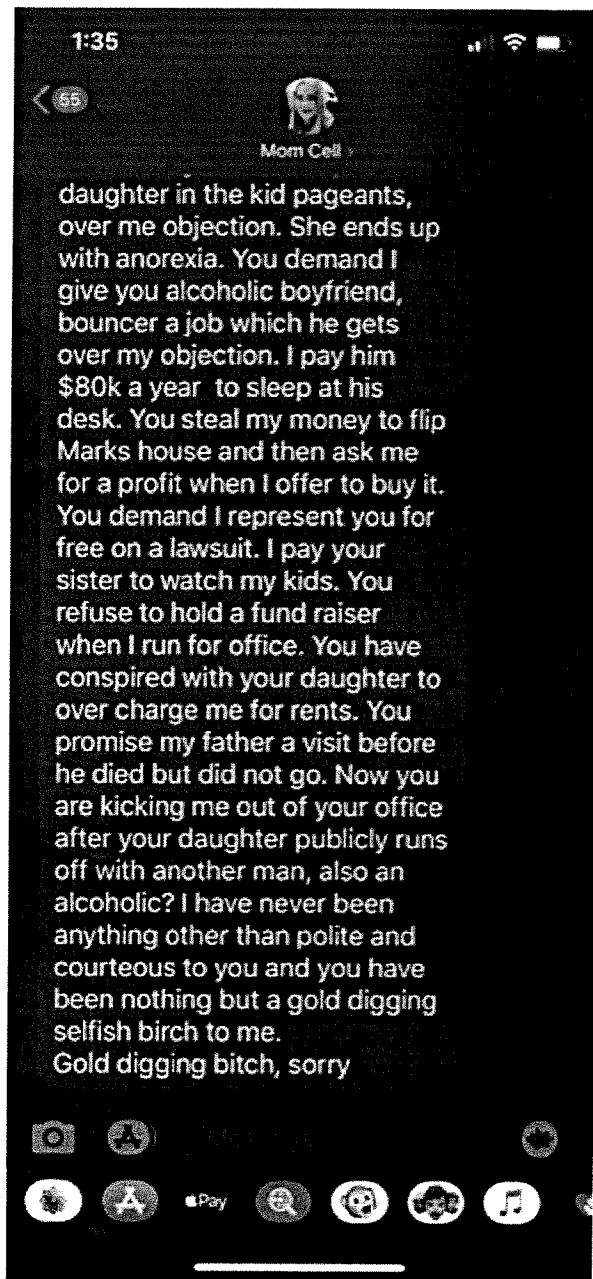 1:35
55
Mom Cell >
daughter in the kid pageants,
over me objection. She ends up
with anorexia. You demand I
give you alcoholic boyfriend,
bouncer a job which he gets
over my objection. I pay him
$80k a year to sleep at his
desk. You steal my money to flip
Marks house and then ask me
for a profit when I offer to buy it.
You demand I represent you for
free on a lawsuit. I pay your
sister to watch my kids. You
refuse to hold a fund raiser
when I run for office. You have
conspired with your daughter to
over charge me for rents. You
promise my father a visit before
he died but did not go. Now you
are kicking me out of your office
after your daughter publicly runs
off with another man, also an
alcoholic? I have never been
anything other than polite and
courteous to you and you have
been nothing but a gold digging
selfish birch to me.
Gold digging bitch, sorry
Pay